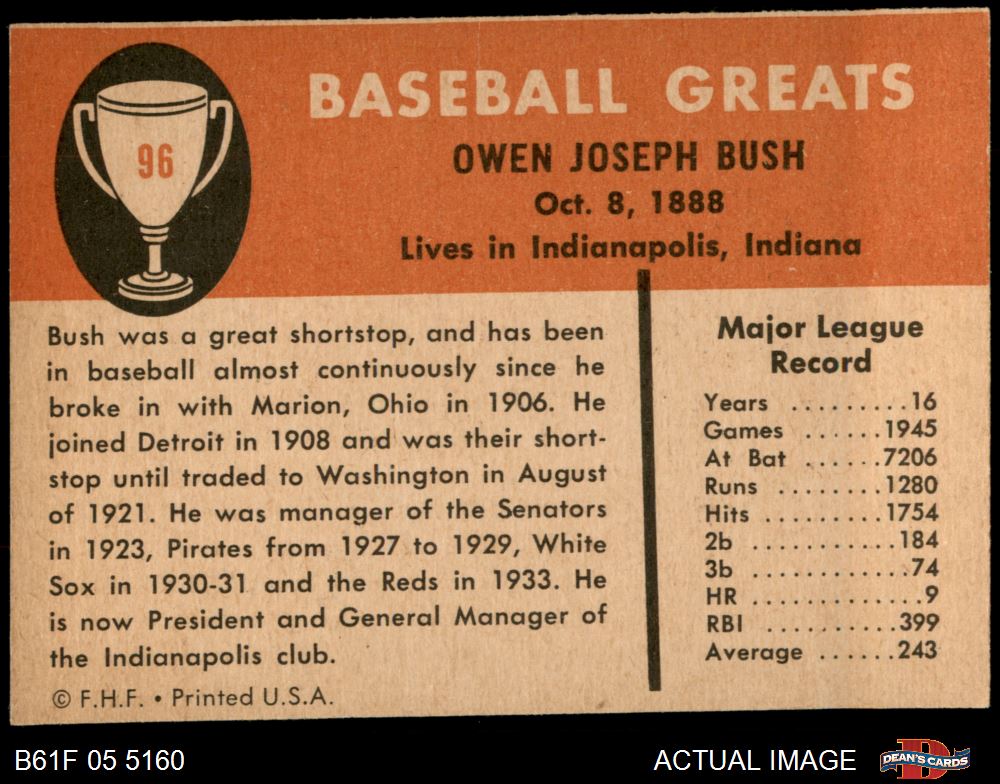 96
BASEBALL GREATS
OWEN JOSEPH BUSH
Oct. 8, 1888
Lives in Indianapolis, Indiana
Bush was a great shortstop, and has been
in baseball almost continuously since he
broke in with Marion, Ohio in 1906. He
joined Detroit in 1908 and was their short-
stop until traded to Washington in August
of 1921. He was manager of the Senators
in 1923, Pirates from 1927 to 1929, White
Sox in 1930-31 and the Reds in 1933. He
is now President and General Manager of
the Indianapolis club.
© F.H.F. • Printed U.S.A.
Major League
Record
Years .........16
Games ......1945
At Bat ......7206
Runs ........1280
Hits .........1754
2b ...........184
3b ............74
HR .............9
RBI ..........399
Average ......243
B61F 05 5160
ACTUAL IMAGE
D
DEAN'S CARDS